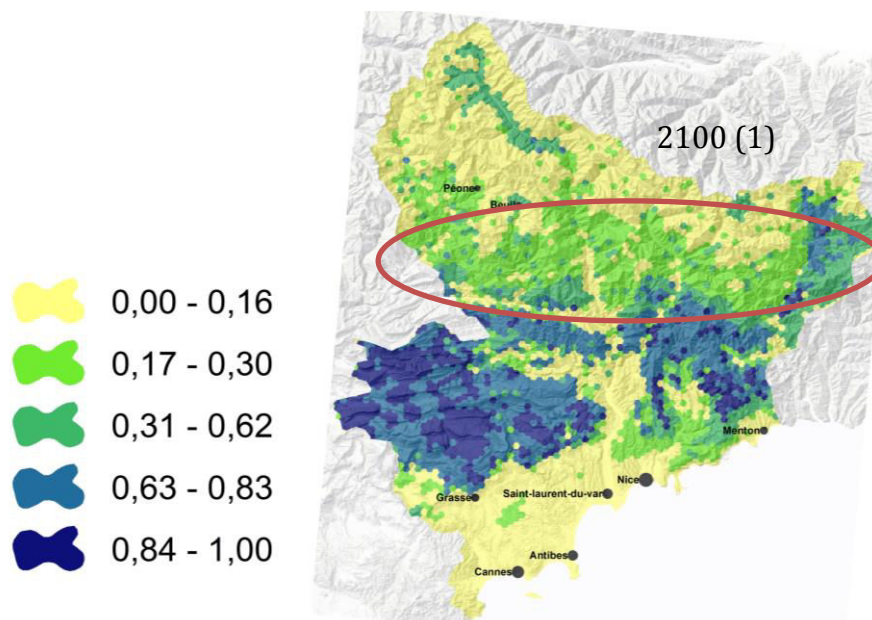 2100 (1)
Péone
0,00 - 0,16
0,17 - 0,30
0,31 - 0,62
0,63 - 0,83
0,84 - 1,00
Menton
Nice
Grasse
Saint-laurent-du-var
Antibes
Cannes